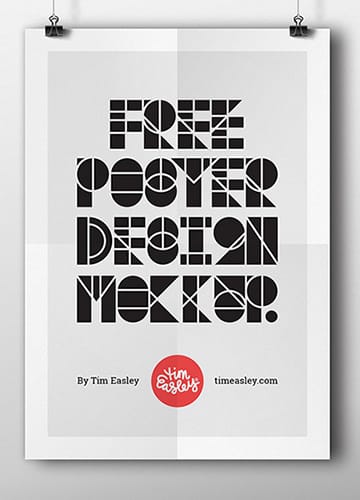 FREE
POSTER
DESIGN
MOCKUP.
By Tim Easley
Tim
Easley
timeasley.com